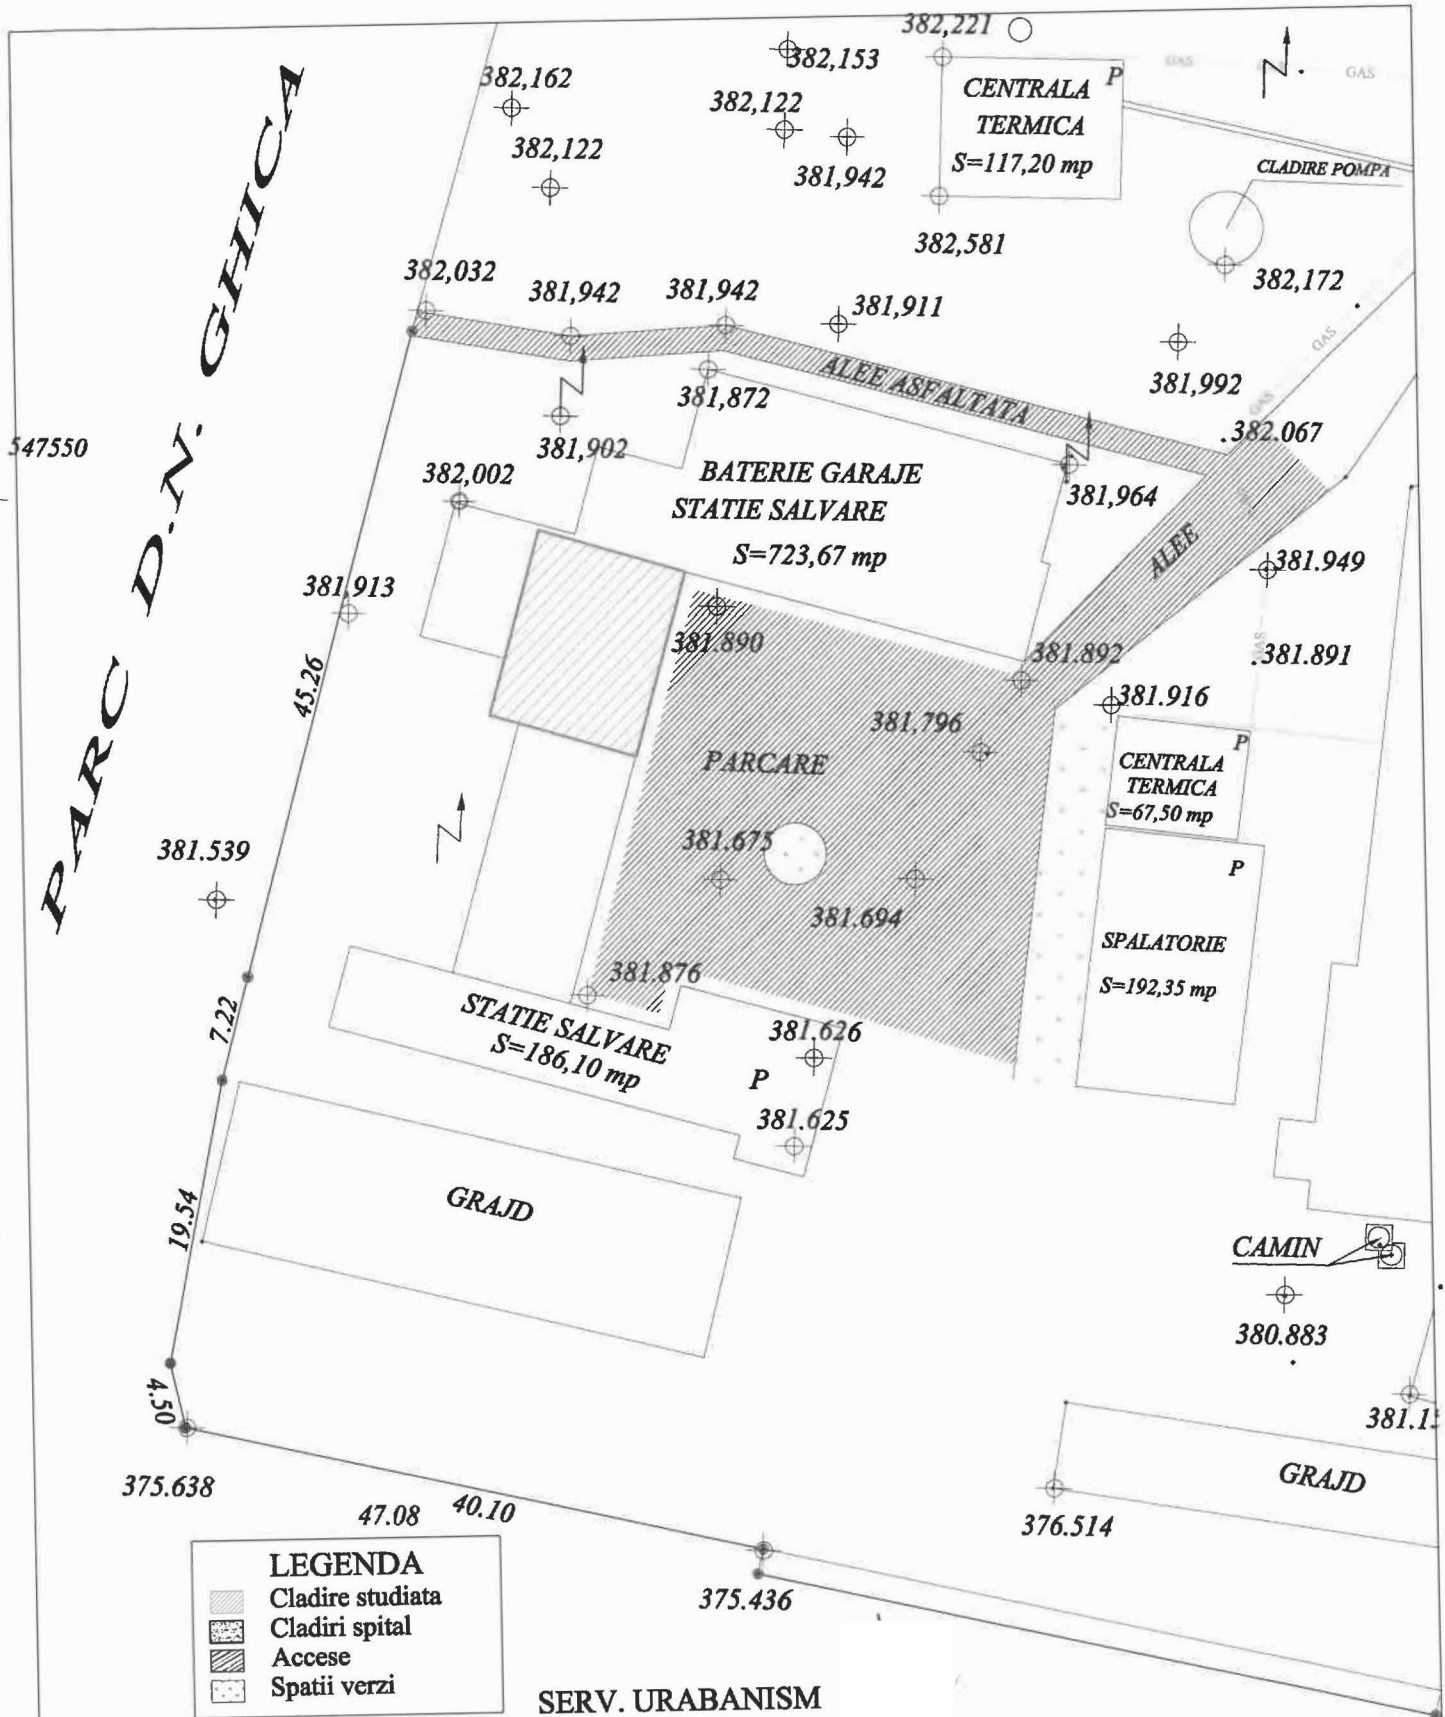 382,221
382,153
GAS
GAS
382,162
P
CENTRALA
TERMICA
S=117,20 mp
382,122
382,122
381,942
CLADIRE POMPA
PARC D.N. GHICA
382,581
382,032
382,172
381,942
381,942
381,911
GAS
381,992
ALEE ASFALTATA
381,872
GAS
382.067
547550
381,902
382,002
BATERIE GARAJE
STATIE SALVARE
S=723,67 mp
381,964
ALEE
381.949
381,913
381.890
381.892
GAS
381.891
45.26
381.916
381,796
PARCARE
P
CENTRALA
TERMICA
S=67,50 mp
381.675
381.539
P
381.694
SPALATORIE
S=192,35 mp
381.876
7.22
STATIE SALVARE
S=186,10 mp
381.626
P
381.625
19.54
GRAJD
CAMIN
380.883
4.50
381.1
375.638
GRAJD
47.08
40.10
376.514
375.436
LEGENDA
Cladire studiata
Cladiri spital
Accese
Spatii verzi
SERV. URABANISM